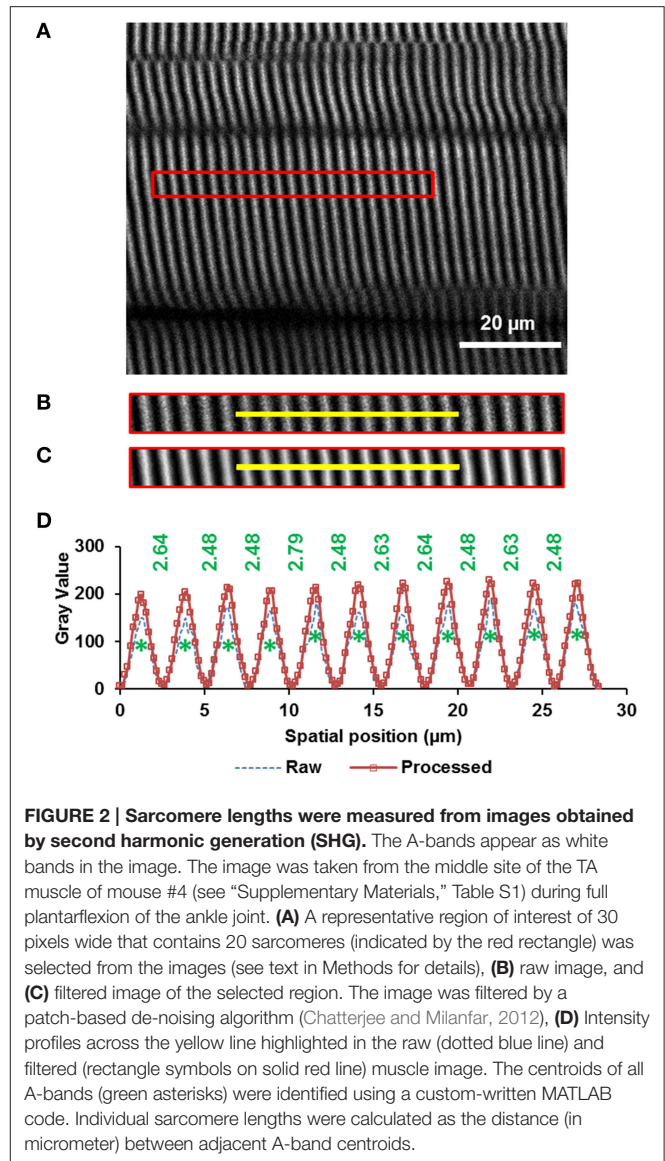 A
20 µm
B
C
D
2.64 2.48 2.48 2.79 2.48 2.63 2.64 2.48 2.63 2.48
300
200
100
0
Gray Value
0 5 10 15 20 25 30
Spatial position (µm)
Raw Processed
FIGURE 2 | Sarcomere lengths were measured from images obtained
by second harmonic generation (SHG). The A-bands appear as white
bands in the image. The image was taken from the middle site of the TA
muscle of mouse #4 (see “Supplementary Materials,” Table S1) during full
plantarflexion of the ankle joint. (A) A representative region of interest of 30
pixels wide that contains 20 sarcomeres (indicated by the red rectangle) was
selected from the images (see text in Methods for details), (B) raw image, and
(C) filtered image of the selected region. The image was filtered by a
patch-based de-noising algorithm (Chatterjee and Milanfar, 2012), (D) Intensity
profiles across the yellow line highlighted in the raw (dotted blue line) and
filtered (rectangle symbols on solid red line) muscle image. The centroids of all
A-bands (green asterisks) were identified using a custom-written MATLAB
code. Individual sarcomere lengths were calculated as the distance (in
micrometer) between adjacent A-band centroids.